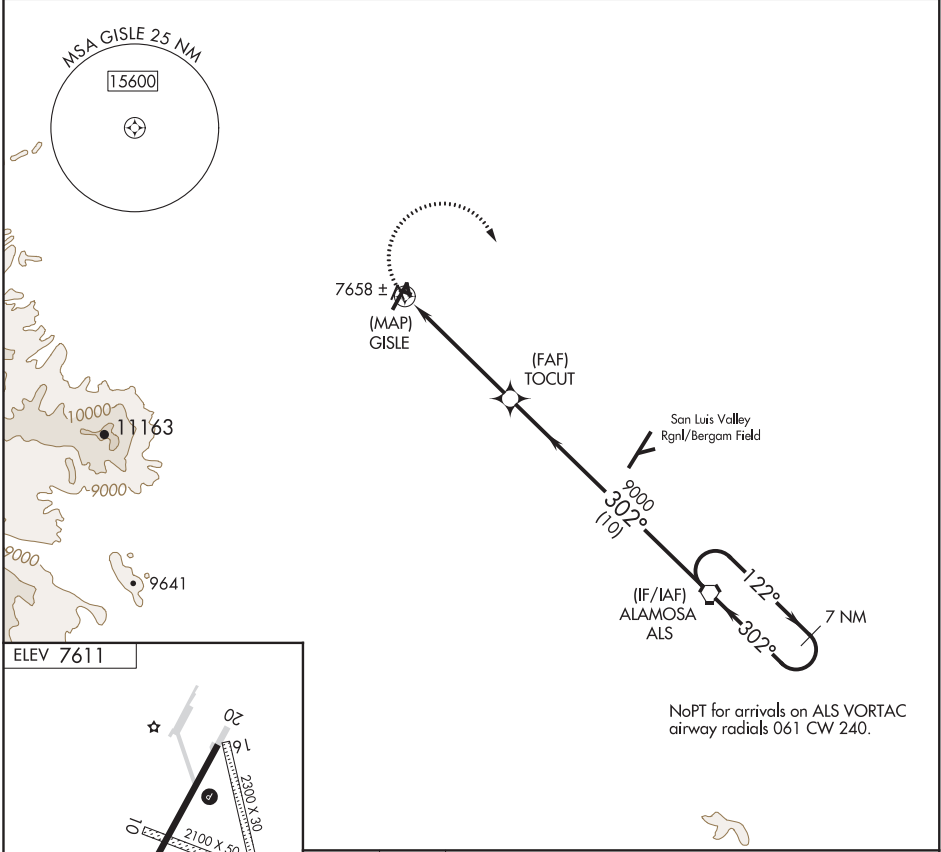 MSA GISLE 25 NM
15600
7658 ±
(MAP)
GISLE
(FAF)
TOCUT
San Luis Valley
Rgnl/Bergam Field
10000
11163
9000
9000
302°
(10)
9000
9641
(IF/IAF)
ALAMOSA
ALS
122°
302°
7 NM
NoPT for arrivals on ALS VORTAC
airway radials 061 CW 240.
ELEV 7611
20
16
P
2300 X 30
10
2100 X 50